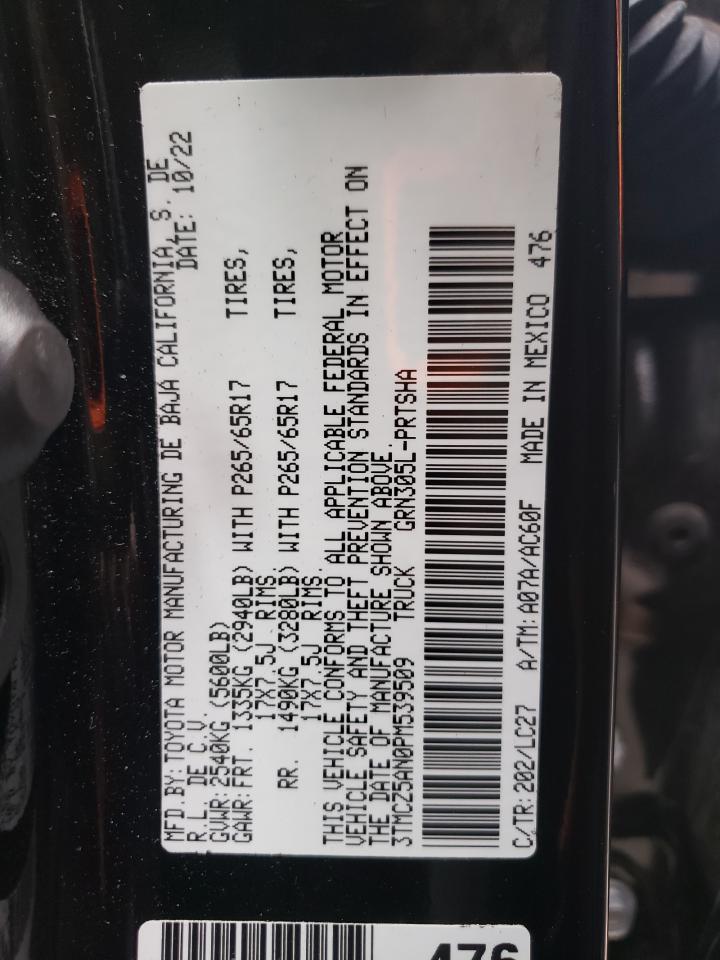 MFD.BY:TOYOTA MOTOR MANUFACTURING DE BAJA CALIFORNIA,S. DE
R.L. DE C.V. DATE: 10/22
GVWR:2540KG (5600LB)
GAWR:FRT. 1335KG (2940LB) WITH P265/65R17 TIRES,
17X7.5J RIMS.
RR. 1490KG (3280LB) WITH P265/65R17 TIRES,
17X7.5J RIMS.
THIS VEHICLE CONFORMS TO ALL APPLICABLE FEDERAL MOTOR
VEHICLE SAFETY AND THEFT PREVENTION STANDARDS IN EFFECT ON
THE DATE OF MANUFACTURE SHOWN ABOVE.
3TMCZ5AN0PM539509 TRUCK GRN305L-PRTSHA
C/TR:202/LC27 A/TM:A07A/AC60F MADE IN MEXICO 476
476